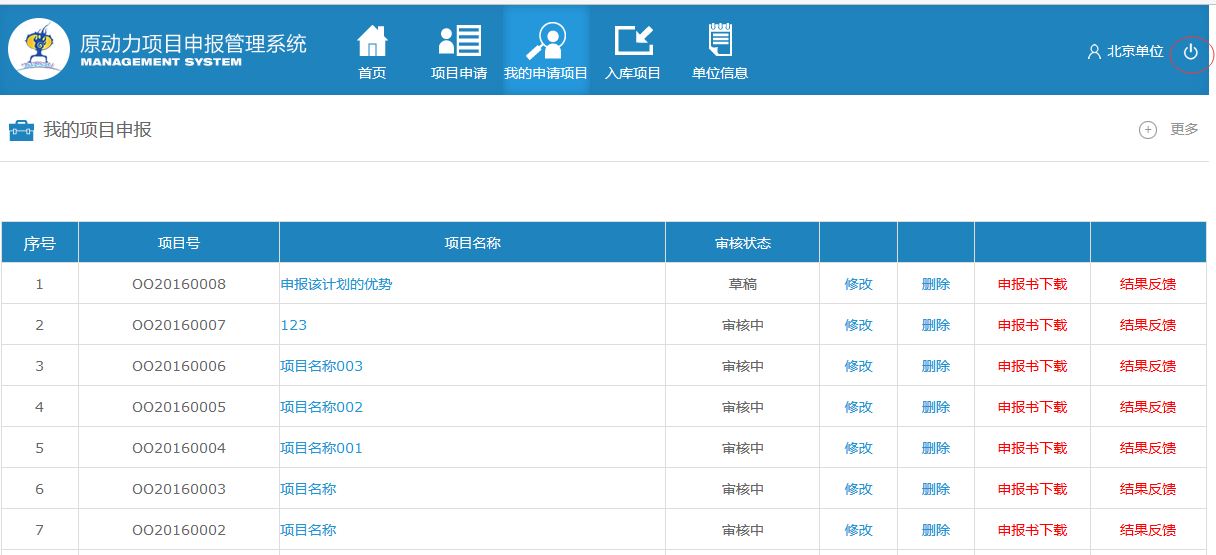 原动力项目申报管理系统
MANAGEMENT SYSTEM
首页
项目申请
我的申请项目
入库项目
单位信息
北京单位
我的项目申报
更多
序号 项目号 项目名称 审核状态
1 OO20160008 申报该计划的优势 草稿 修改 删除 申报书下载 结果反馈
2 OO20160007 123 审核中 修改 删除 申报书下载 结果反馈
3 OO20160006 项目名称003 审核中 修改 删除 申报书下载 结果反馈
4 OO20160005 项目名称002 审核中 修改 删除 申报书下载 结果反馈
5 OO20160004 项目名称001 审核中 修改 删除 申报书下载 结果反馈
6 OO20160003 项目名称 审核中 修改 删除 申报书下载 结果反馈
7 OO20160002 项目名称 审核中 修改 删除 申报书下载 结果反馈